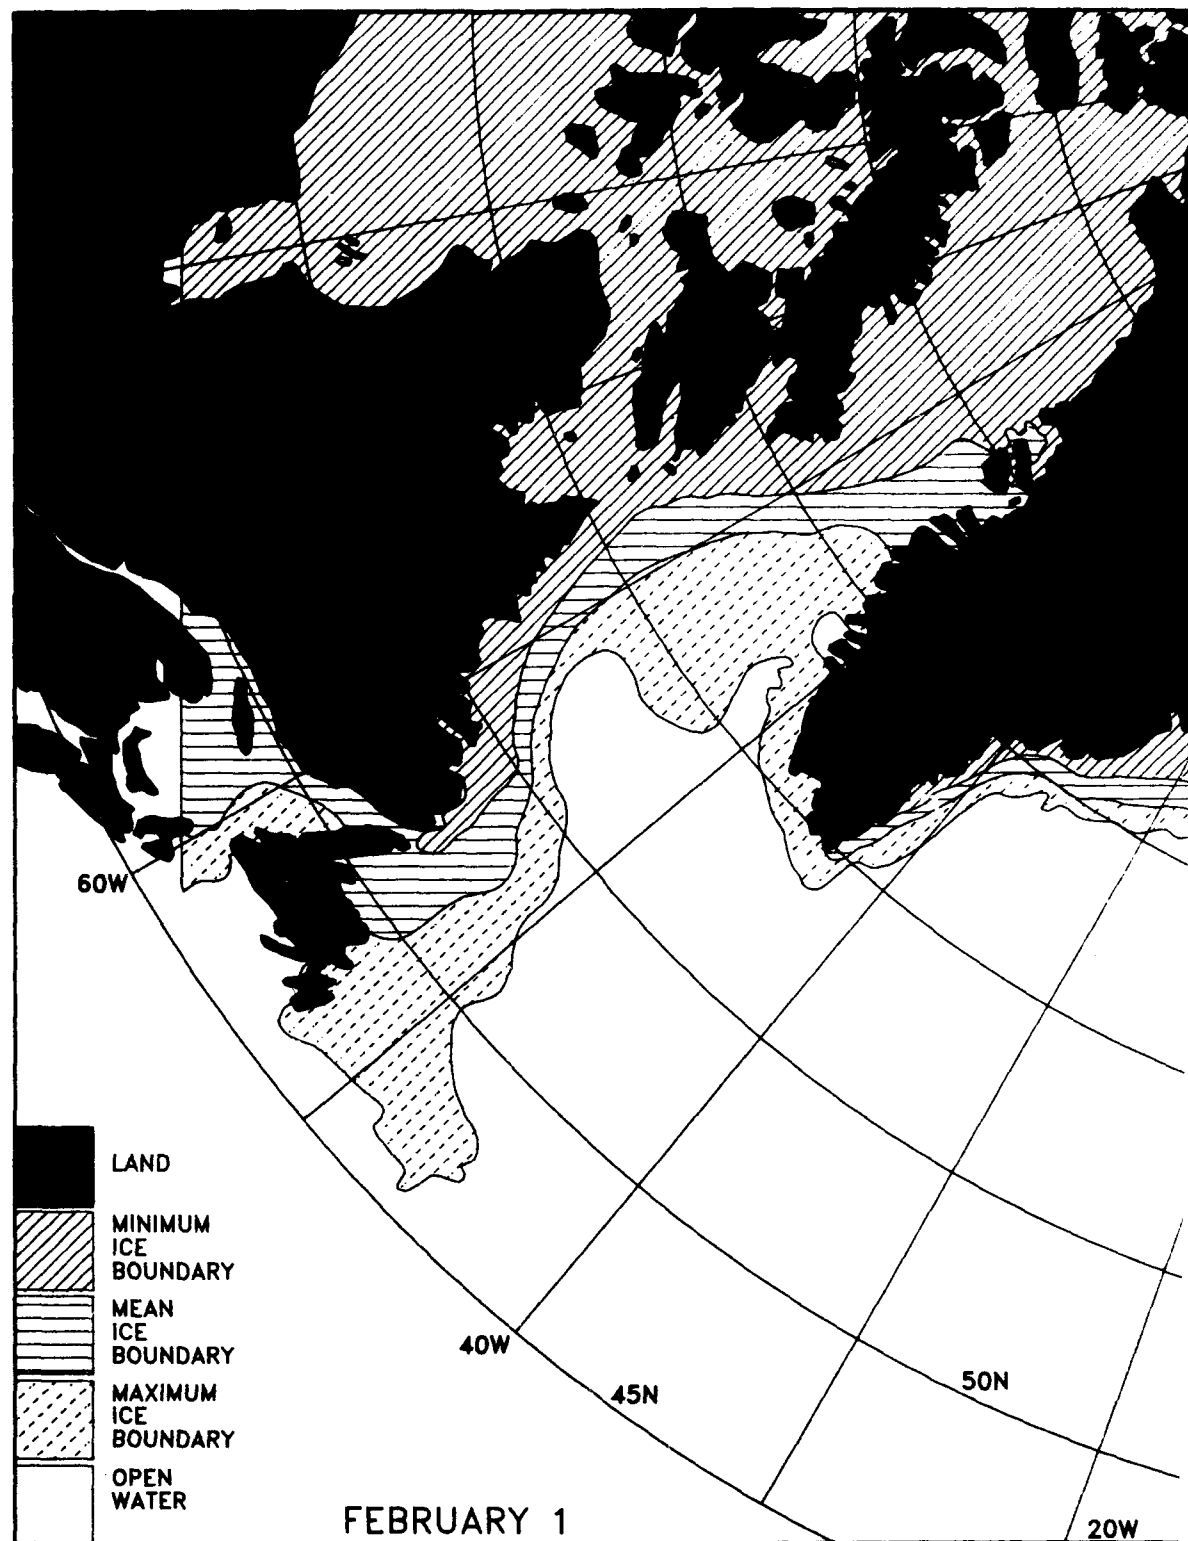 60W
LAND
MINIMUM
ICE
BOUNDARY
MEAN
ICE
BOUNDARY
40W
45N
50N
MAXIMUM
ICE
BOUNDARY
OPEN
WATER
FEBRUARY 1
20W